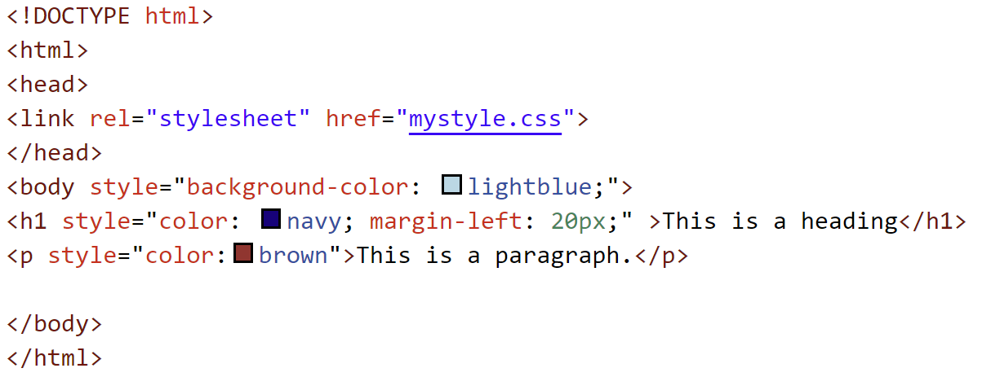 <!DOCTYPE html>
<html>
<head>
<link rel="stylesheet" href="mystyle.css">
</head>
<body style="background-color: lightblue;">
<h1 style="color: navy; margin-left: 20px;" >This is a heading</h1>
<p style="color:brown">This is a paragraph.</p>
</body>
</html>